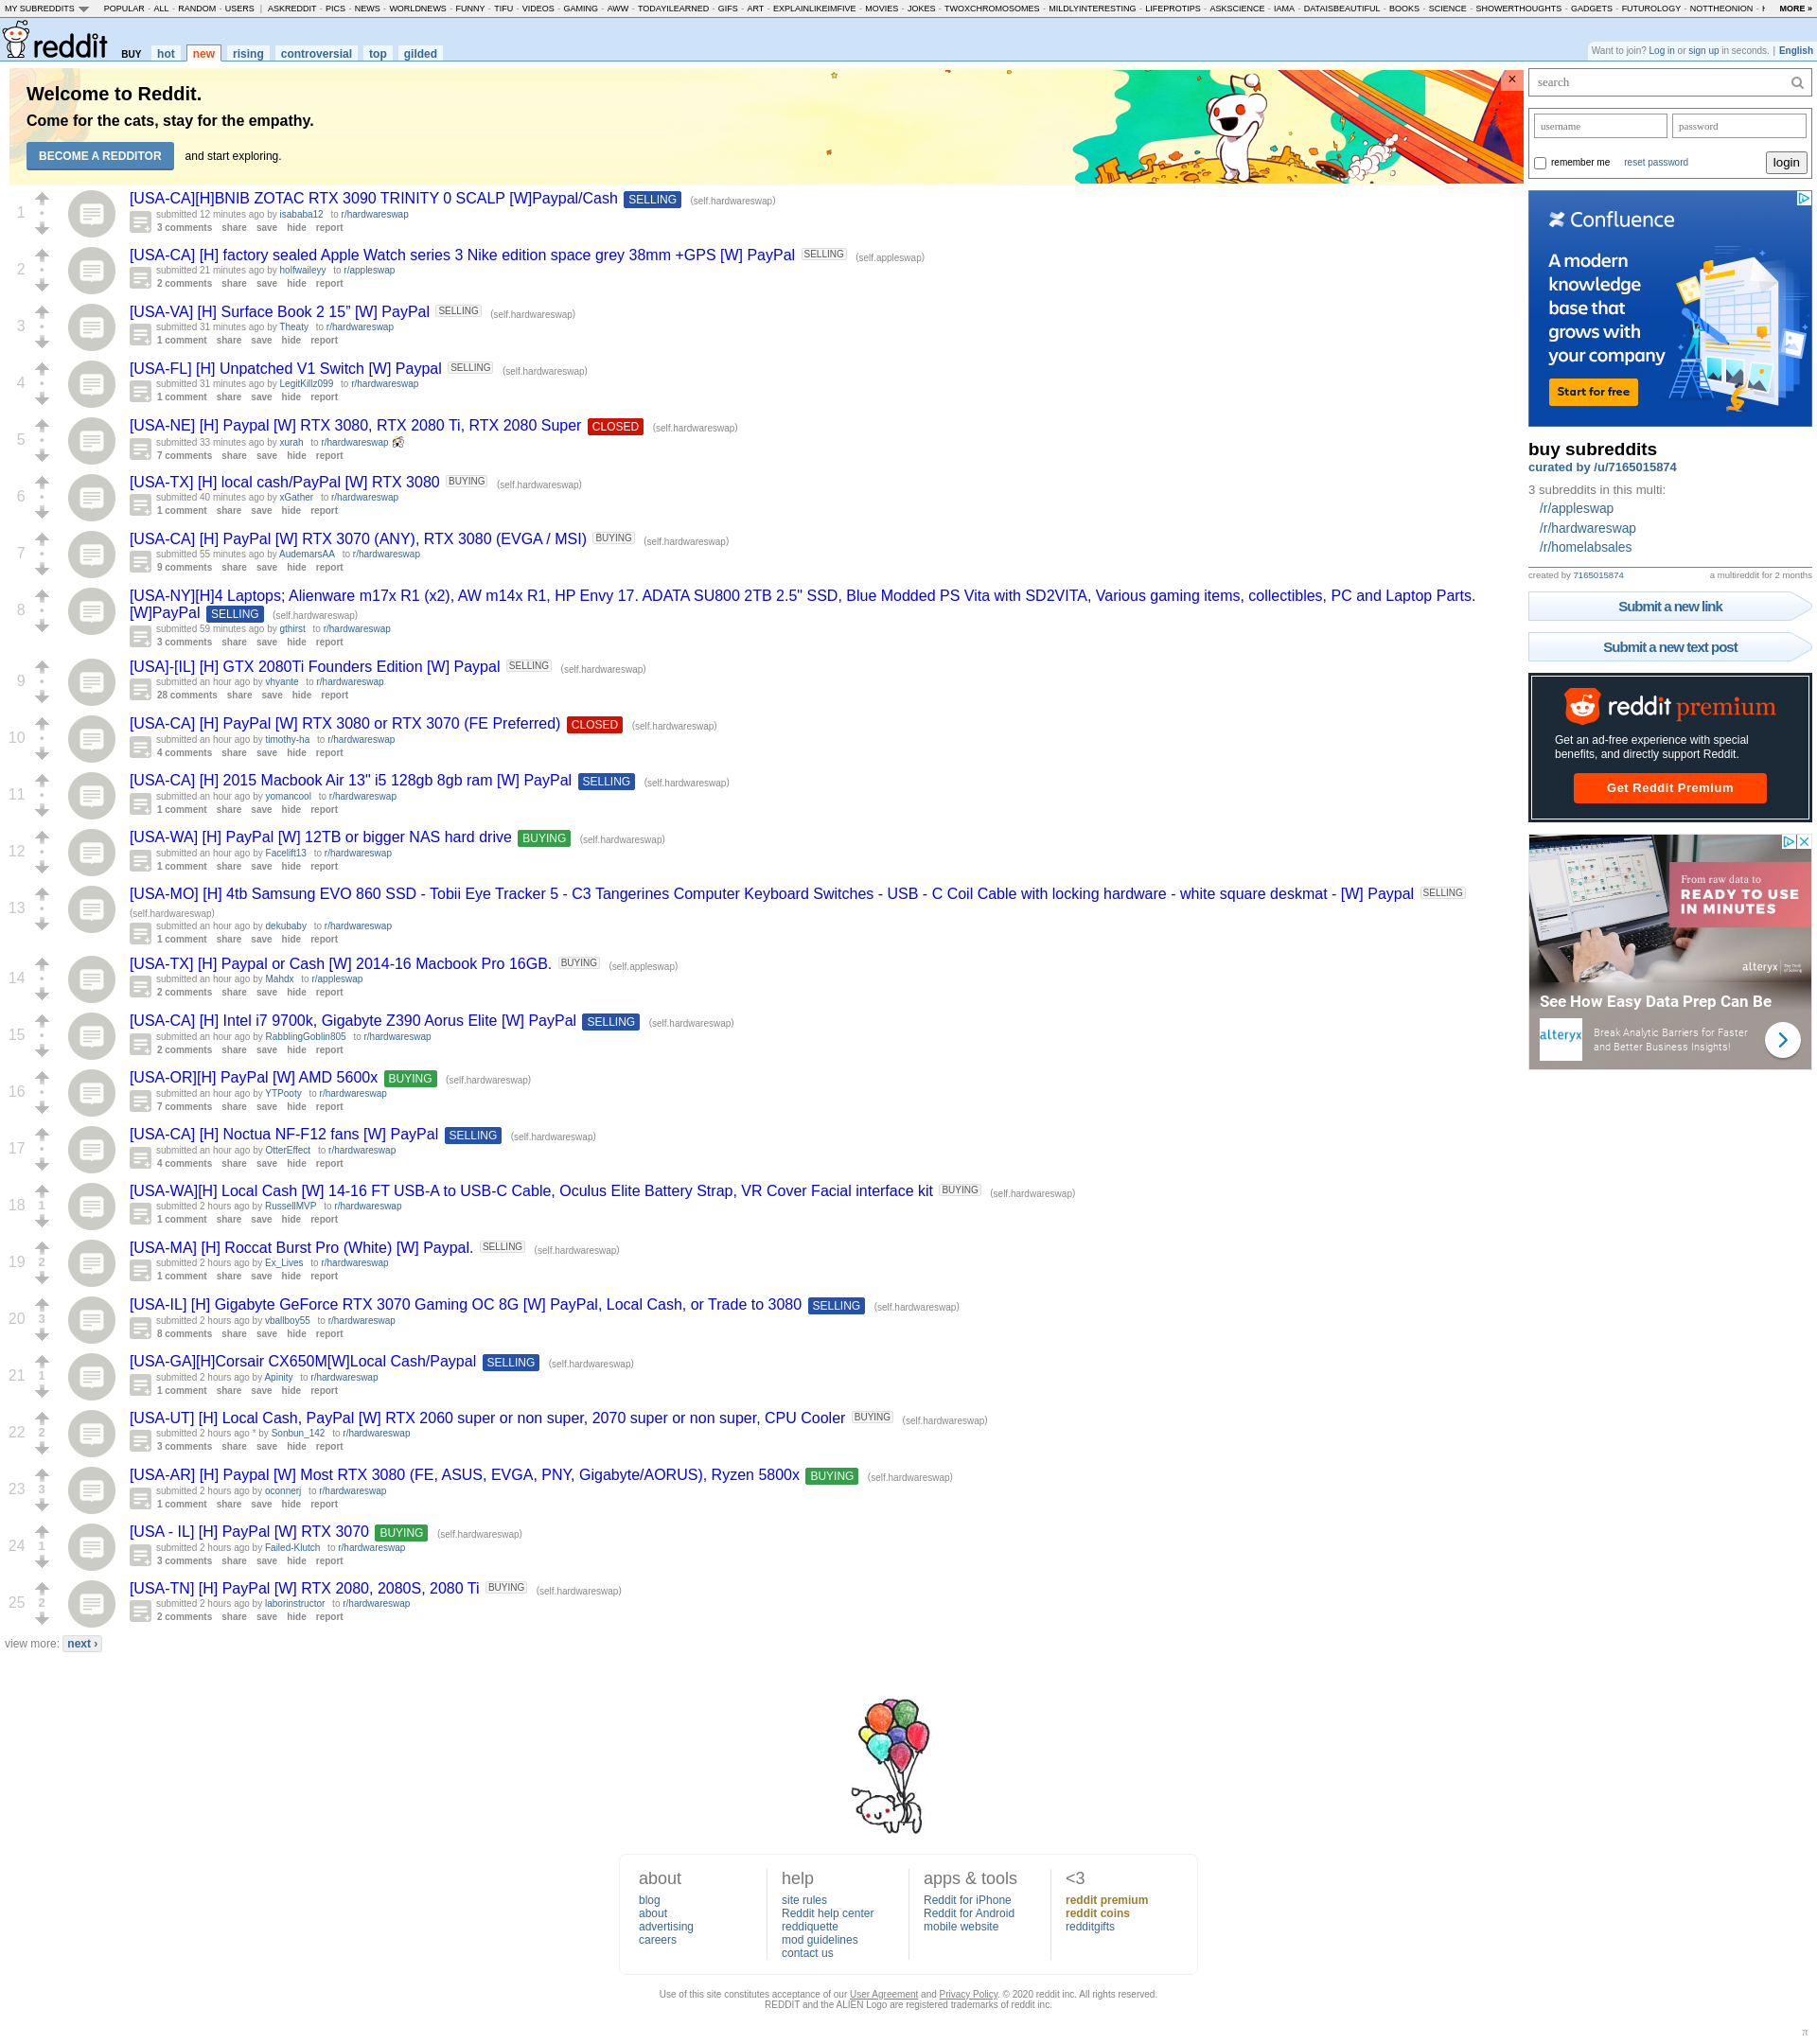 MY SUBREDDITS POPULAR - ALL - RANDOM - USERS | ASKREDDIT - PICS - NEWS - WORLDNEWS - FUNNY - TIFU - VIDEOS - GAMING - AWW - TODAYILEARNED - GIFS - ART - EXPLAINLIKEIMFIVE - MOVIES - JOKES - TWOXCHROMOSOMES - MILDLYINTERESTING - LIFEPROTIPS - ASKSCIENCE - IAMA - DATAISBEAUTIFUL - BOOKS - SCIENCE - SHOWERTHOUGHTS - GADGETS - FUTUROLOGY - NOTTHEONION - MORE »
reddit BUY hot new rising controversial top gilded
Want to join? Log in or sign up in seconds. | English
Welcome to Reddit.
Come for the cats, stay for the empathy.
BECOME A REDDITOR and start exploring.
1 [USA-CA][H]BNIB ZOTAC RTX 3090 TRINITY 0 SCALP [W]Paypal/Cash SELLING (self.hardwareswap)
submitted 12 minutes ago by isababa12 to r/hardwareswap
3 comments share save hide report
2 [USA-CA] [H] factory sealed Apple Watch series 3 Nike edition space grey 38mm +GPS [W] PayPal SELLING (self.appleswap)
submitted 21 minutes ago by holfwaileyy to r/appleswap
2 comments share save hide report
3 [USA-VA] [H] Surface Book 2 15" [W] PayPal SELLING (self.hardwareswap)
submitted 31 minutes ago by Theaty to r/hardwareswap
1 comment share save hide report
4 [USA-FL] [H] Unpatched V1 Switch [W] Paypal SELLING (self.hardwareswap)
submitted 31 minutes ago by LegitKillz099 to r/hardwareswap
1 comment share save hide report
5 [USA-NE] [H] Paypal [W] RTX 3080, RTX 2080 Ti, RTX 2080 Super CLOSED (self.hardwareswap)
submitted 33 minutes ago by xurah to r/hardwareswap
7 comments share save hide report
6 [USA-TX] [H] local cash/PayPal [W] RTX 3080 BUYING (self.hardwareswap)
submitted 40 minutes ago by xGather to r/hardwareswap
1 comment share save hide report
7 [USA-CA] [H] PayPal [W] RTX 3070 (ANY), RTX 3080 (EVGA / MSI) BUYING (self.hardwareswap)
submitted 55 minutes ago by AudemarsAA to r/hardwareswap
9 comments share save hide report
8 [USA-NY][H]4 Laptops; Alienware m17x R1 (x2), AW m14x R1, HP Envy 17. ADATA SU800 2TB 2.5" SSD, Blue Modded PS Vita with SD2VITA, Various gaming items, collectibles, PC and Laptop Parts.
[W]PayPal SELLING (self.hardwareswap)
submitted 59 minutes ago by gthirst to r/hardwareswap
3 comments share save hide report
9 [USA]-[IL] [H] GTX 2080Ti Founders Edition [W] Paypal SELLING (self.hardwareswap)
submitted an hour ago by vhyante to r/hardwareswap
28 comments share save hide report
10 [USA-CA] [H] PayPal [W] RTX 3080 or RTX 3070 (FE Preferred) CLOSED (self.hardwareswap)
submitted an hour ago by timothy-ha to r/hardwareswap
4 comments share save hide report
11 [USA-CA] [H] 2015 Macbook Air 13" i5 128gb 8gb ram [W] PayPal SELLING (self.hardwareswap)
submitted an hour ago by yomancool to r/hardwareswap
1 comment share save hide report
12 [USA-WA] [H] PayPal [W] 12TB or bigger NAS hard drive BUYING (self.hardwareswap)
submitted an hour ago by Facelift13 to r/hardwareswap
1 comment share save hide report
13 [USA-MO] [H] 4tb Samsung EVO 860 SSD - Tobii Eye Tracker 5 - C3 Tangerines Computer Keyboard Switches - USB - C Coil Cable with locking hardware - white square deskmat - [W] Paypal SELLING
(self.hardwareswap)
submitted an hour ago by dekubaby to r/hardwareswap
1 comment share save hide report
14 [USA-TX] [H] Paypal or Cash [W] 2014-16 Macbook Pro 16GB. BUYING (self.appleswap)
submitted an hour ago by Mahdx to r/appleswap
2 comments share save hide report
15 [USA-CA] [H] Intel i7 9700k, Gigabyte Z390 Aorus Elite [W] PayPal SELLING (self.hardwareswap)
submitted an hour ago by RabblingGoblin805 to r/hardwareswap
2 comments share save hide report
16 [USA-OR][H] PayPal [W] AMD 5600x BUYING (self.hardwareswap)
submitted an hour ago by YTPooty to r/hardwareswap
7 comments share save hide report
17 [USA-CA] [H] Noctua NF-F12 fans [W] PayPal SELLING (self.hardwareswap)
submitted an hour ago by OtterEffect to r/hardwareswap
4 comments share save hide report
18 1 [USA-WA][H] Local Cash [W] 14-16 FT USB-A to USB-C Cable, Oculus Elite Battery Strap, VR Cover Facial interface kit BUYING (self.hardwareswap)
submitted 2 hours ago by RussellMVP to r/hardwareswap
1 comment share save hide report
19 2 [USA-MA] [H] Roccat Burst Pro (White) [W] Paypal. SELLING (self.hardwareswap)
submitted 2 hours ago by Ex_Lives to r/hardwareswap
1 comment share save hide report
20 3 [USA-IL] [H] Gigabyte GeForce RTX 3070 Gaming OC 8G [W] PayPal, Local Cash, or Trade to 3080 SELLING (self.hardwareswap)
submitted 2 hours ago by vballboy55 to r/hardwareswap
8 comments share save hide report
21 1 [USA-GA][H]Corsair CX650M[W]Local Cash/Paypal SELLING (self.hardwareswap)
submitted 2 hours ago by Apinity to r/hardwareswap
1 comment share save hide report
22 2 [USA-UT] [H] Local Cash, PayPal [W] RTX 2060 super or non super, 2070 super or non super, CPU Cooler BUYING (self.hardwareswap)
submitted 2 hours ago * by Sonbun_142 to r/hardwareswap
3 comments share save hide report
23 3 [USA-AR] [H] Paypal [W] Most RTX 3080 (FE, ASUS, EVGA, PNY, Gigabyte/AORUS), Ryzen 5800x BUYING (self.hardwareswap)
submitted 2 hours ago by oconnerj to r/hardwareswap
1 comment share save hide report
24 1 [USA - IL] [H] PayPal [W] RTX 3070 BUYING (self.hardwareswap)
submitted 2 hours ago by Failed-Klutch to r/hardwareswap
3 comments share save hide report
25 2 [USA-TN] [H] PayPal [W] RTX 2080, 2080S, 2080 Ti BUYING (self.hardwareswap)
submitted 2 hours ago by laborinstructor to r/hardwareswap
2 comments share save hide report
view more: next ›
search
username password
remember me reset password login
Confluence
A modern
knowledge
base that
grows with
your company
Start for free
buy subreddits
curated by /u/7165015874
3 subreddits in this multi:
/r/appleswap
/r/hardwareswap
/r/homelabsales
created by 7165015874 a multireddit for 2 months
Submit a new link
Submit a new text post
reddit premium
Get an ad-free experience with special
benefits, and directly support Reddit.
Get Reddit Premium
From raw data to
READY TO USE
IN MINUTES
alteryx
See How Easy Data Prep Can Be
alteryx
Break Analytic Barriers for Faster
and Better Business Insights!
about
blog
about
advertising
careers
help
site rules
Reddit help center
reddiquette
mod guidelines
contact us
apps & tools
Reddit for iPhone
Reddit for Android
mobile website
<3
reddit premium
reddit coins
redditgifts
Use of this site constitutes acceptance of our User Agreement and Privacy Policy. © 2020 reddit inc. All rights reserved.
REDDIT and the ALIEN Logo are registered trademarks of reddit inc.
π